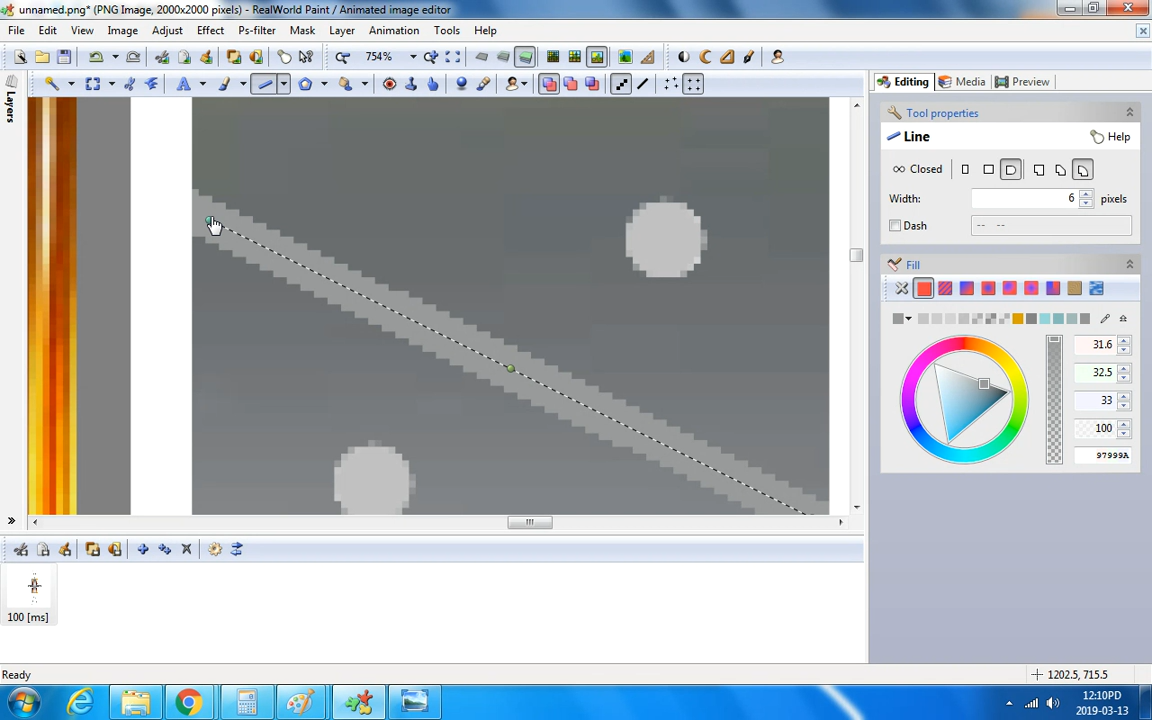 unnamed.png* (PNG Image, 2000x2000 pixels) - RealWorld Paint / Animated image editor
File Edit View Image Adjust Effect Ps-filter Mask Layer Animation Tools Help
754%
Layers
Editing Media Preview
Tool properties
Line Help
Closed
Width: 6 pixels
Dash -- --
Fill
31.6
32.5
33
100
97999A
100 [ms]
Ready 1202.5, 715.5
12:10PD
2019-03-13